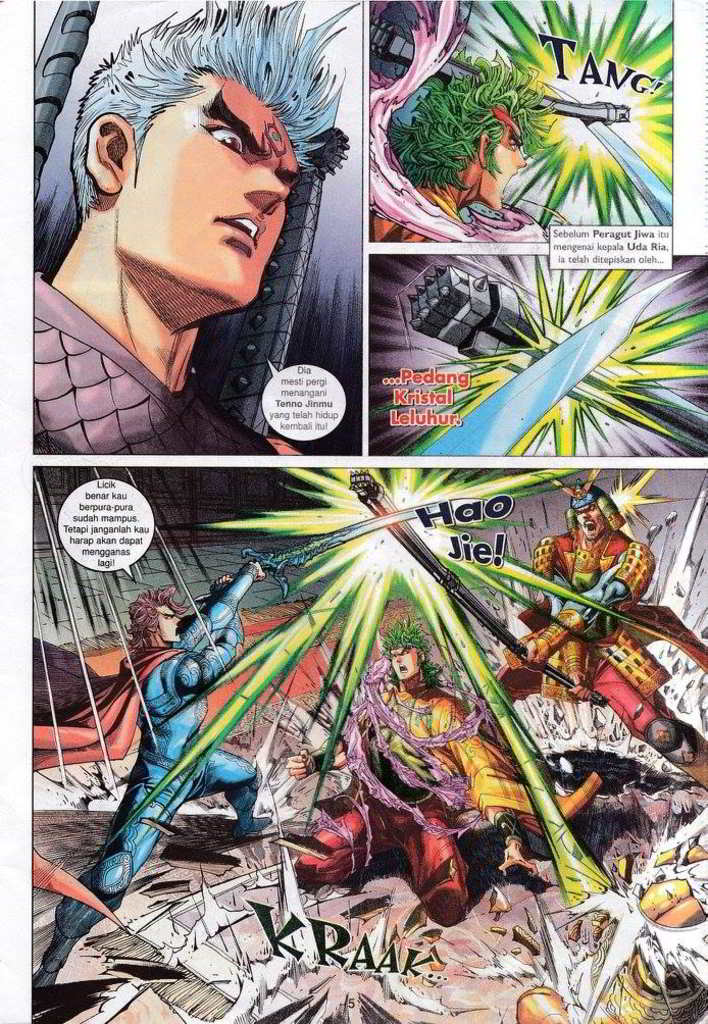 Dia
mesti pergi
menangani
Tenno Jinmu
yang telah hidup
kembali itu!
TANG!
Sebelum Peragut Jiwa itu
mengenai kepala Uda Ria,
ia telah ditepiskan oleh...
...Pedang
Kristal
Leluhur.
Licik
benar kau
berpura-pura
sudah mampus.
Tetapi janganlah kau
harap akan dapat
mengganas
lagi!
Hao
Jie!
KRAAK...
5